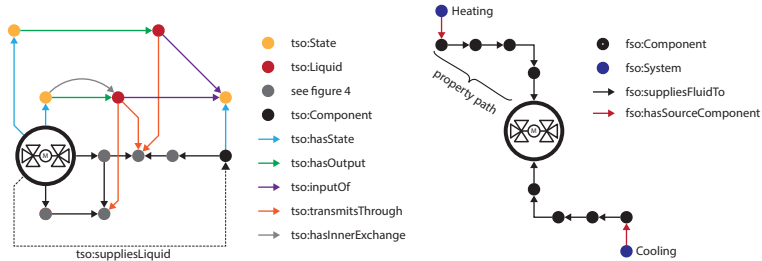 tso:State
tso:Liquid
see figure 4
tso:Component
tso:hasState
tso:hasOutput
tso:inputOf
tso:transmitsThrough
tso:hasInnerExchange
M
tso:suppliesLiquid
Heating
property path
M
Cooling
fso:Component
fso:System
fso:suppliesFluidTo
fso:hasSourceComponent